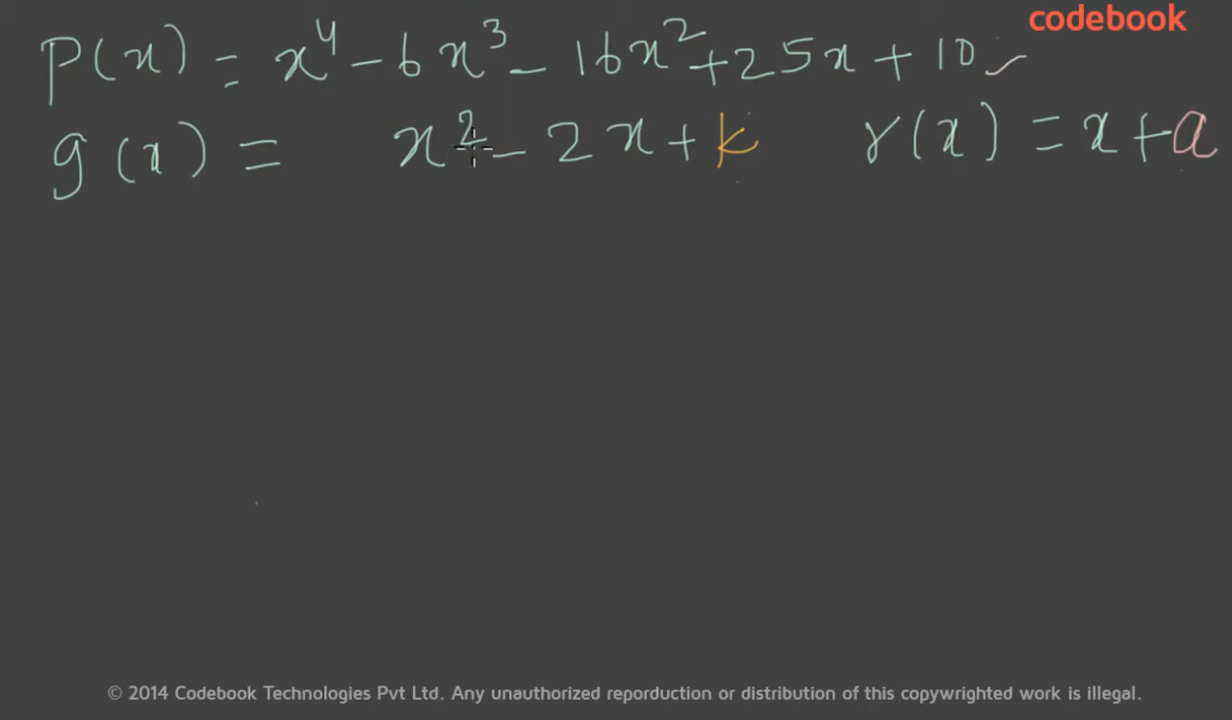 codebook
P(x) = x⁴ - 6x³ - 16x² + 25x + 10
g(x) = x² - 2x + k r(x) = x + a
© 2014 Codebook Technologies Pvt Ltd. Any unauthorized reporduction or distribution of this copywrighted work is illegal.